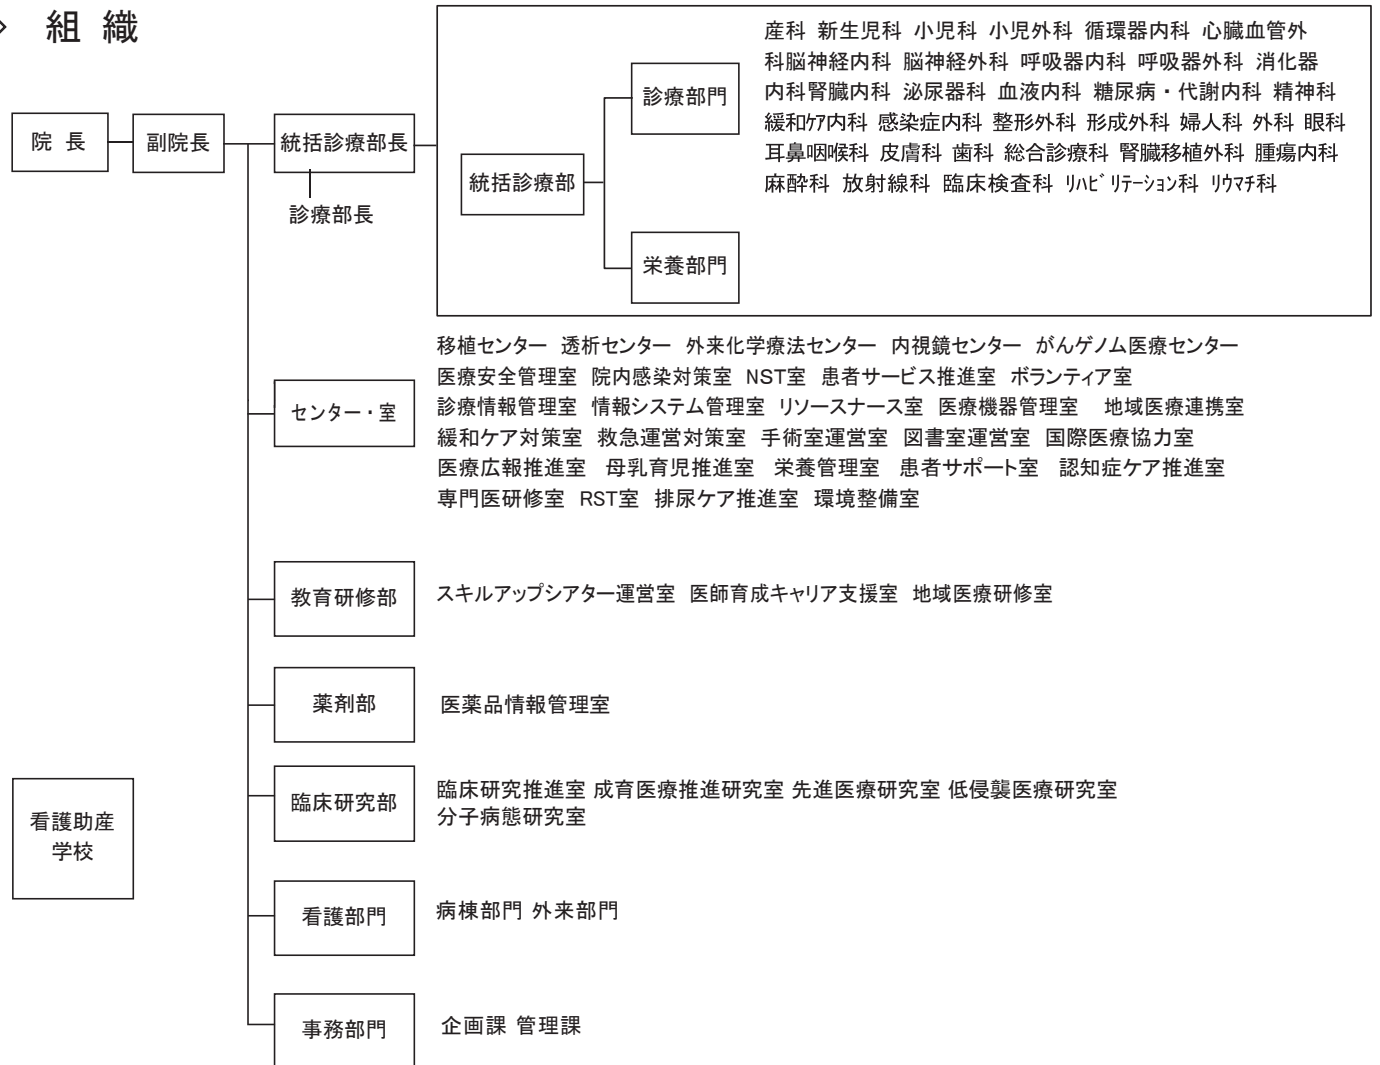 組 織
院 長
副院長
統括診療部長
診療部長
統括診療部
診療部門
産科 新生児科 小児科 小児外科 循環器内科 心臓血管外
科脳神経内科 脳神経外科 呼吸器内科 呼吸器外科 消化器
内科腎臓内科 泌尿器科 血液内科 糖尿病・代謝内科 精神科
緩和ｹｱ内科 感染症内科 整形外科 形成外科 婦人科 外科 眼科
耳鼻咽喉科 皮膚科 歯科 総合診療科 腎臓移植外科 腫瘍内科
麻酔科 放射線科 臨床検査科 ﾘﾊﾋﾞﾘﾃｰｼｮﾝ科 ﾘｳﾏﾁ科
栄養部門
センター・室
移植センター 透析センター 外来化学療法センター 内視鏡センター がんゲノム医療センター
医療安全管理室 院内感染対策室 NST室 患者サービス推進室 ボランティア室
診療情報管理室 情報システム管理室 リソースナース室 医療機器管理室 地域医療連携室
緩和ケア対策室 救急運営対策室 手術室運営室 図書室運営室 国際医療協力室
医療広報推進室 母乳育児推進室 栄養管理室 患者サポート室 認知症ケア推進室
専門医研修室 RST室 排尿ケア推進室 環境整備室
教育研修部
スキルアップシアター運営室 医師育成キャリア支援室 地域医療研修室
薬剤部
医薬品情報管理室
臨床研究部
臨床研究推進室 成育医療推進研究室 先進医療研究室 低侵襲医療研究室
分子病態研究室
看護助産
学校
看護部門
病棟部門 外来部門
事務部門
企画課 管理課